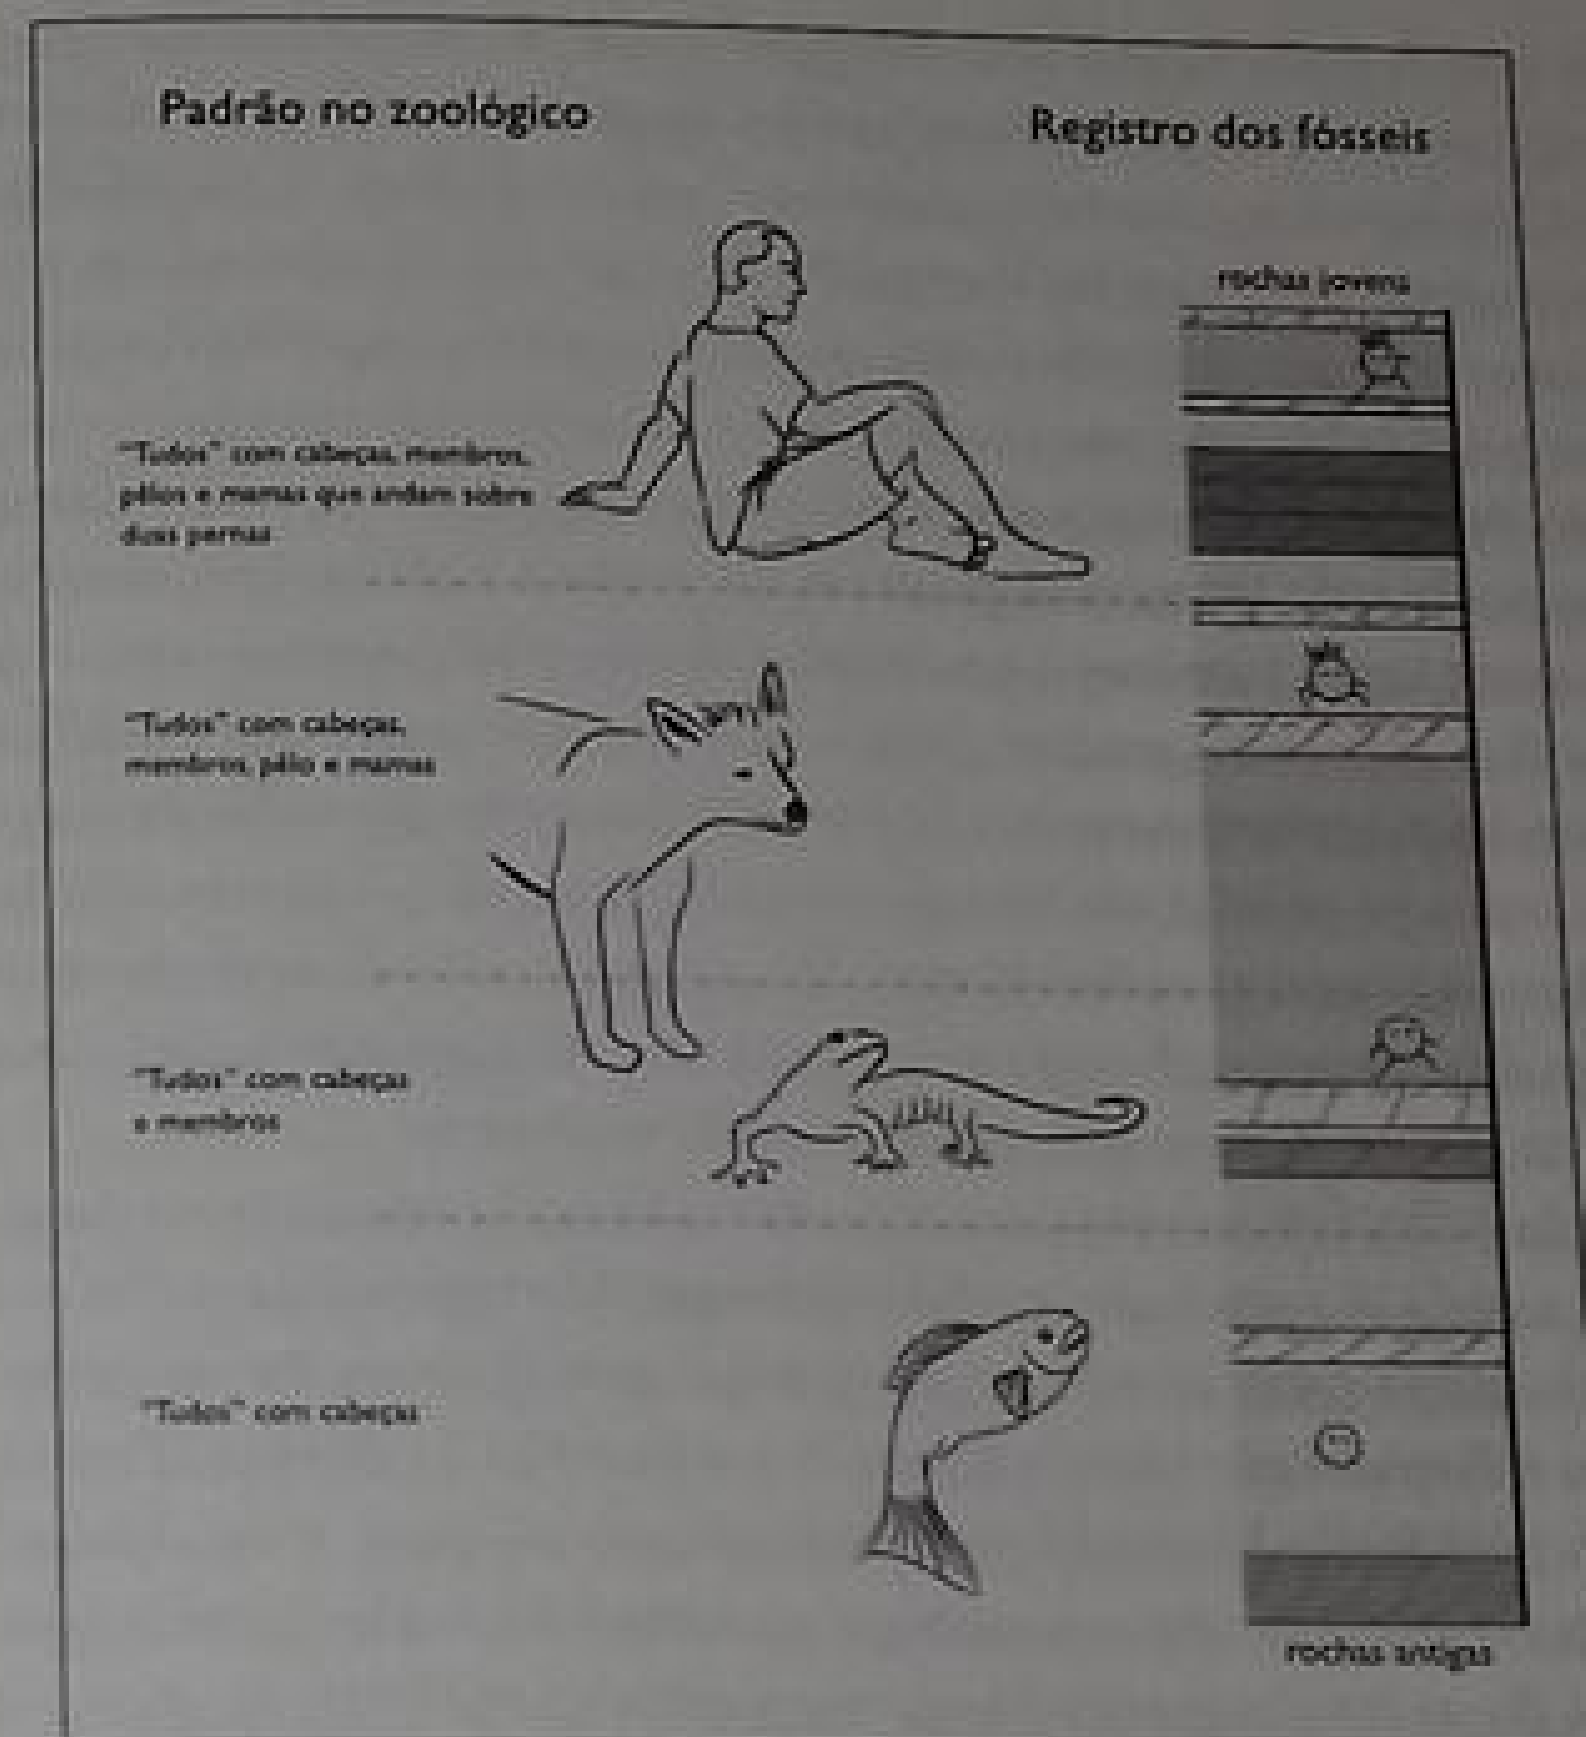 Padrão no zoológico
Registro dos fósseis
rochas jovens
"Tudos" com cabeças, membros,
pêlos e mamas que andam sobre
duas pernas
"Tudos" com cabeças,
membros, pêlo e mamas
"Tudos" com cabeças
e membros
"Tudos" com cabeças
rochas antigas